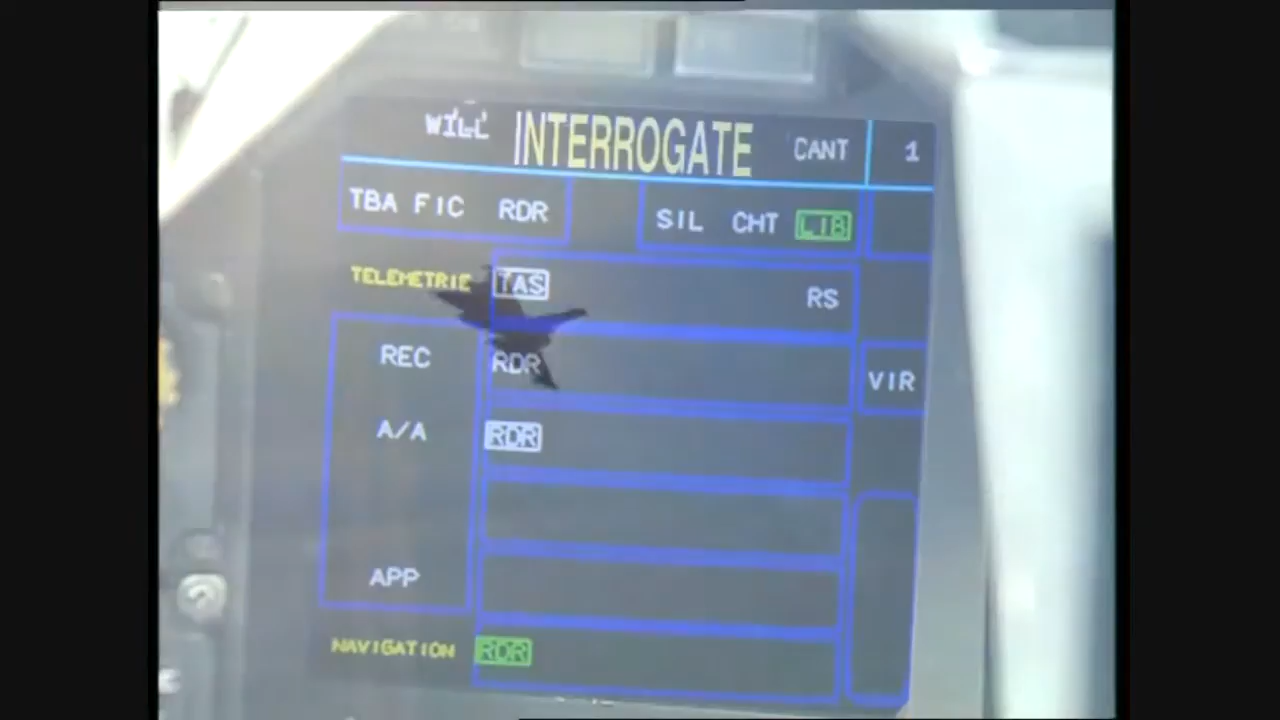 WILL INTERROGATE CANT 1
TBA FIC RDR SIL CHT LIB
TELEMETRIE TAS RS
REC RDR VIR
A/A RDR
APP
NAVIGATION RDR